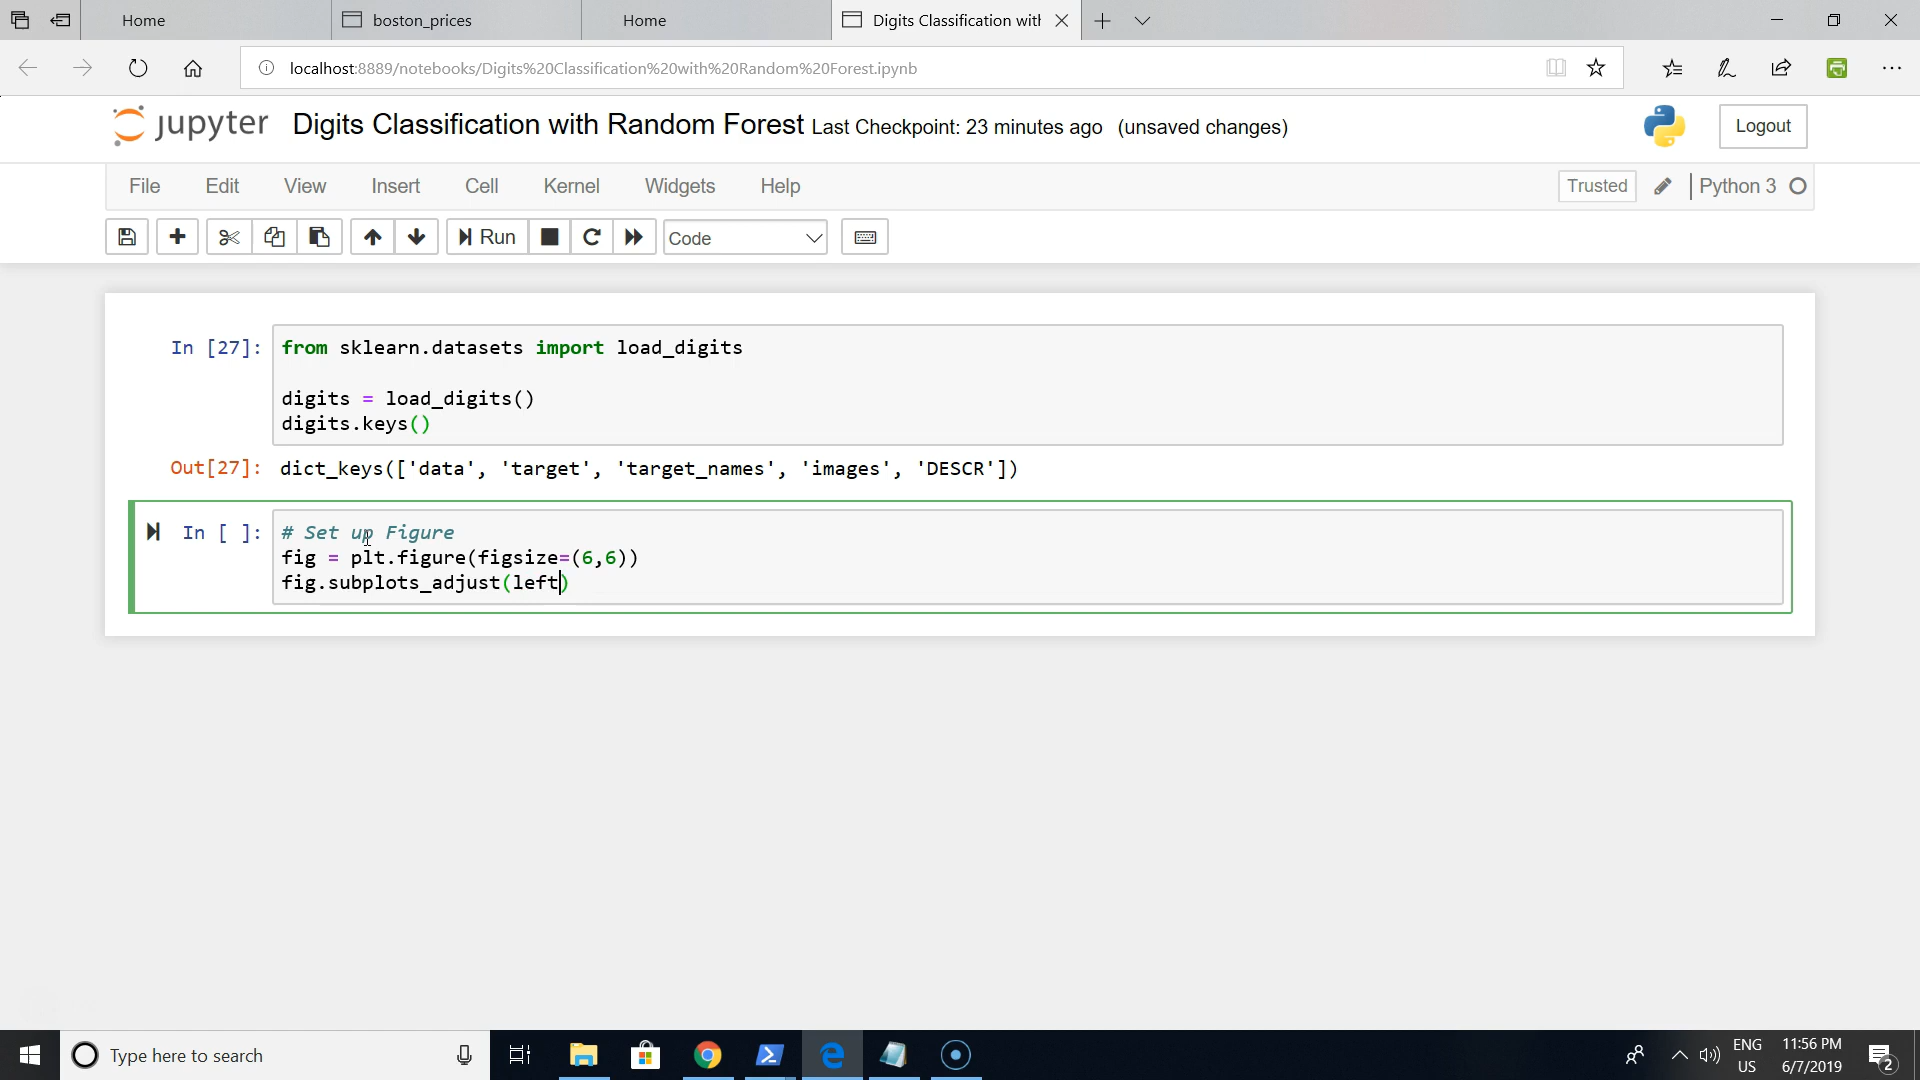 Home
boston_prices
Home
Digits Classification with
localhost:8889/notebooks/Digits%20Classification%20with%20Random%20Forest.ipynb
jupyter Digits Classification with Random Forest Last Checkpoint: 23 minutes ago (unsaved changes)
Logout
File Edit View Insert Cell Kernel Widgets Help
Trusted Python 3
Run Code
In [27]: from sklearn.datasets import load_digits
digits = load_digits()
digits.keys()
Out[27]: dict_keys(['data', 'target', 'target_names', 'images', 'DESCR'])
In [ ]: # Set up Figure
fig = plt.figure(figsize=(6,6))
fig.subplots_adjust(left)
Type here to search
ENG
US
11:56 PM
6/7/2019
2